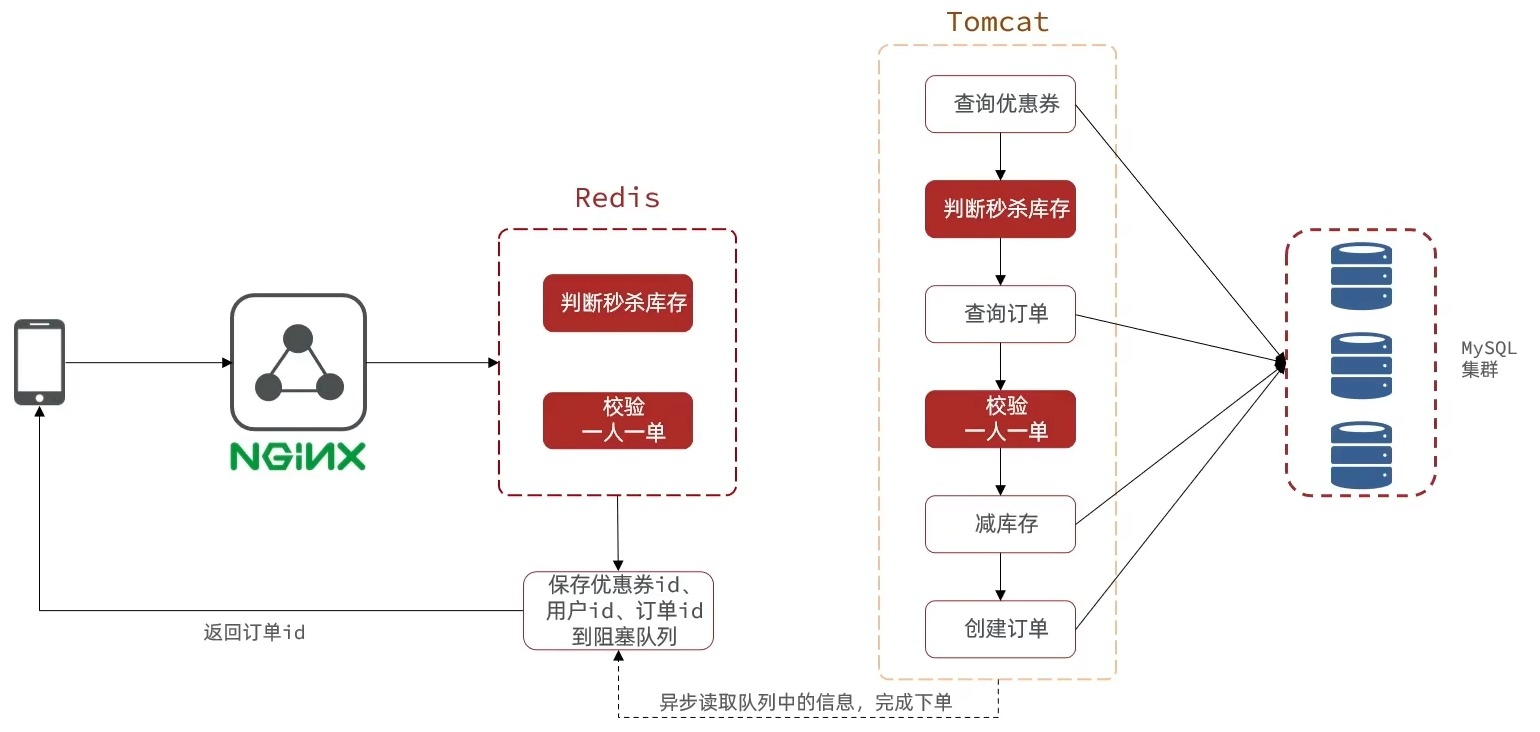 Tomcat
查询优惠券
判断秒杀库存
查询订单
校验
一人一单
减库存
创建订单
Redis
判断秒杀库存
校验
一人一单
NGiNX
MySQL
集群
保存优惠券id、
用户id、订单id
到阻塞队列
返回订单id
异步读取队列中的信息，完成下单